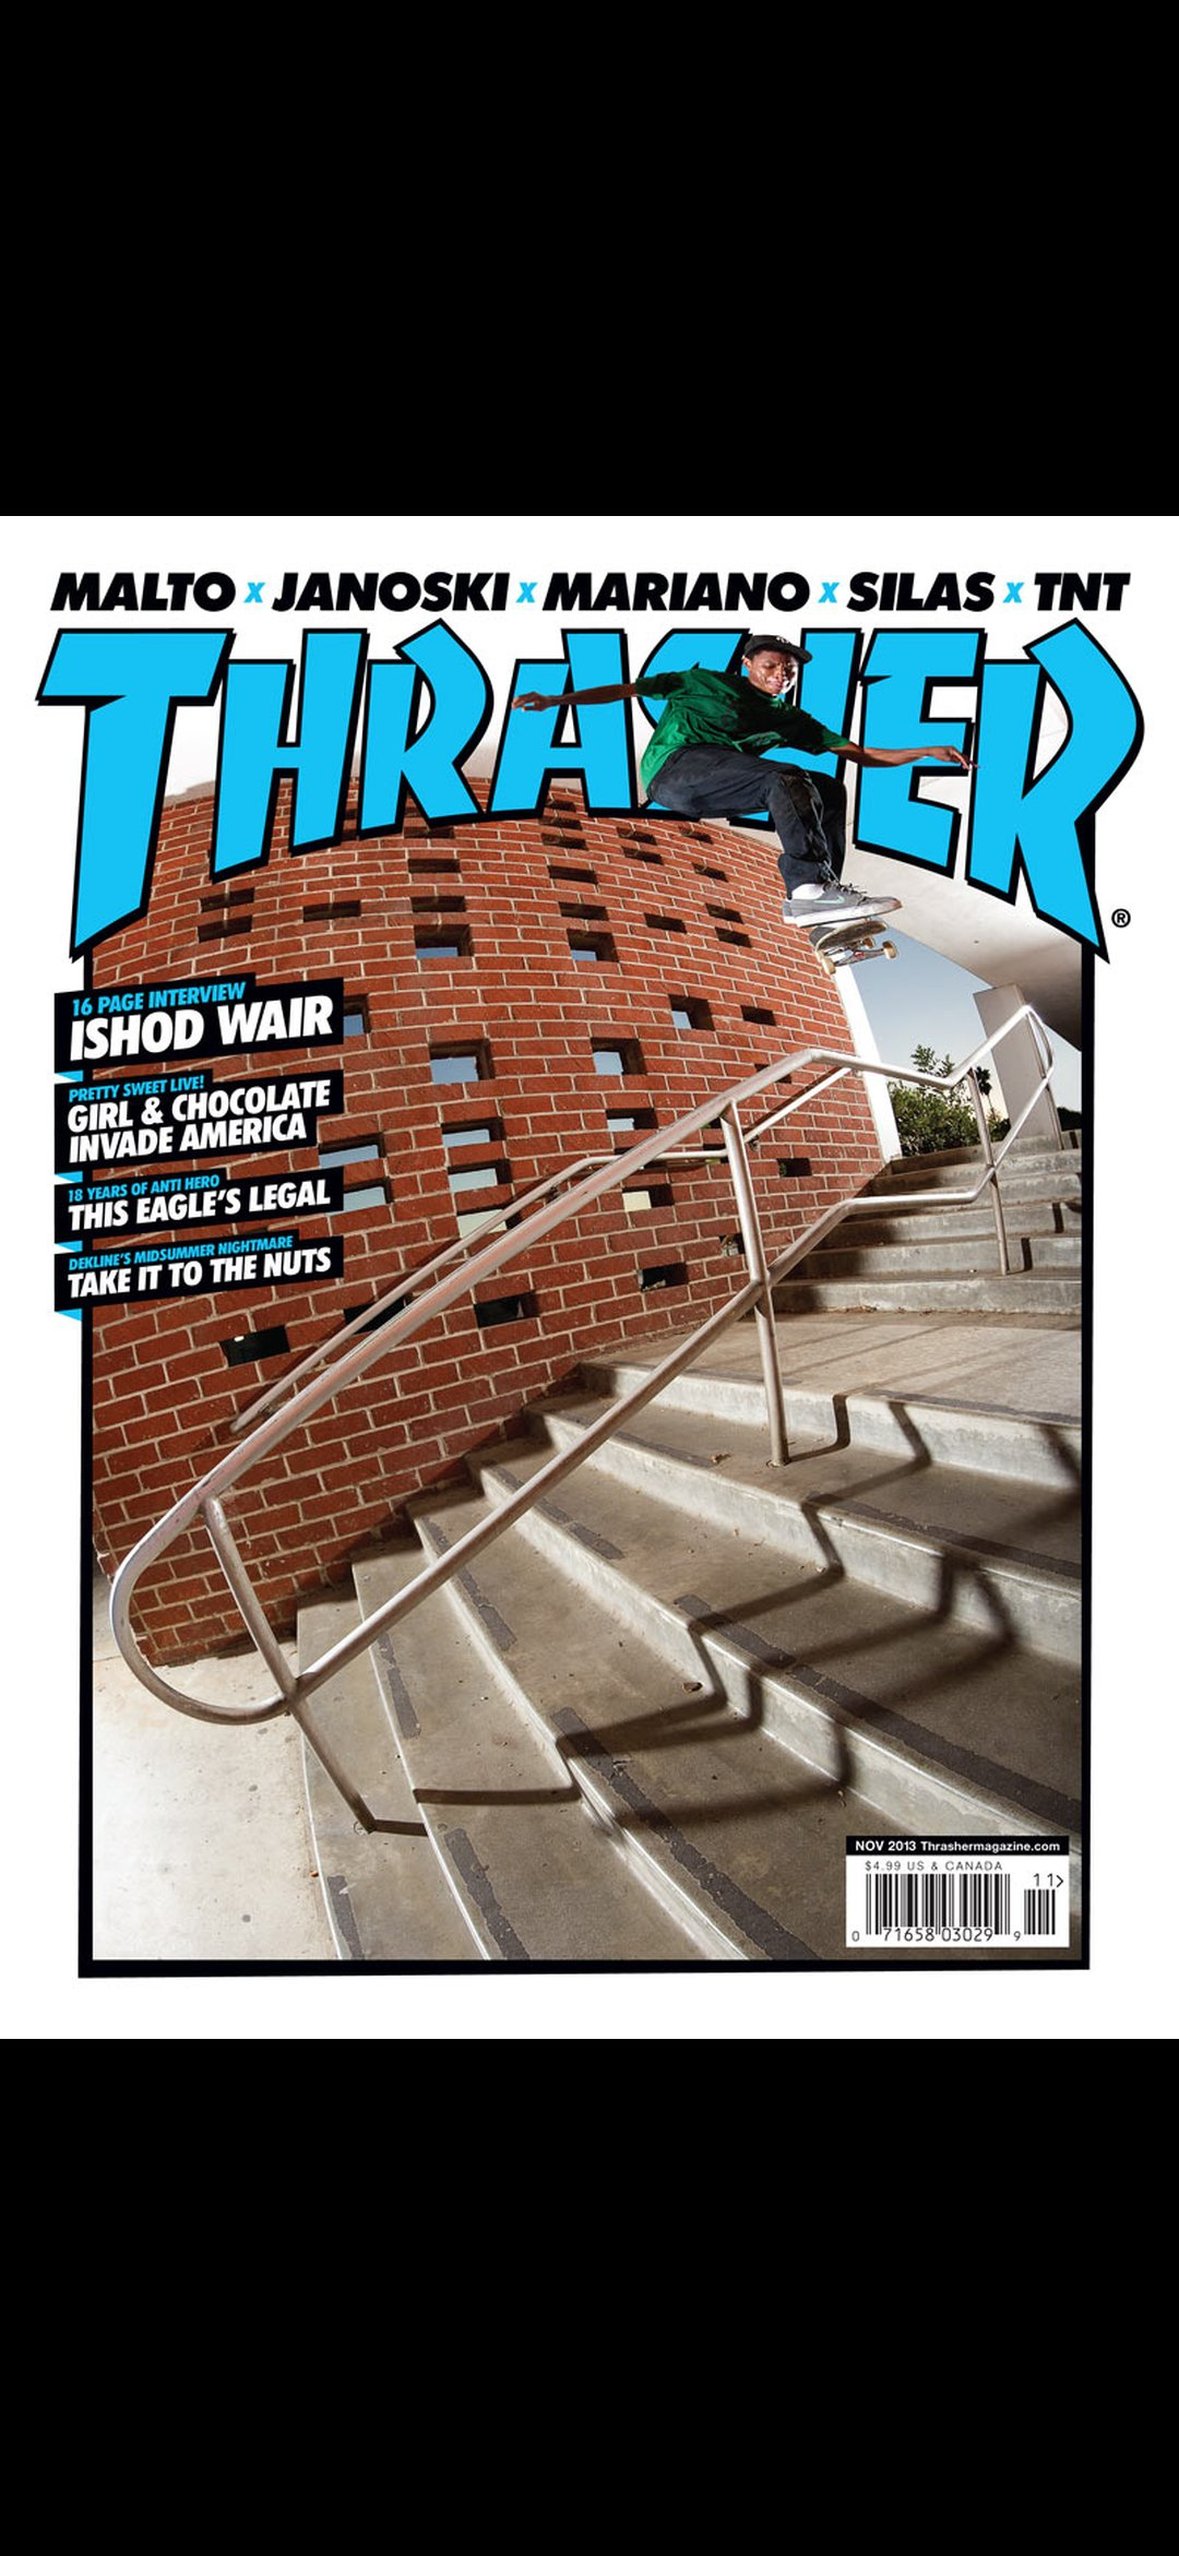 MALTO x JANOSKI x MARIANO x SILAS x TNT
THRASHER
®
16 PAGE INTERVIEW
ISHOD WAIR
PRETTY SWEET LIVE!
GIRL & CHOCOLATE
INVADE AMERICA
18 YEARS OF ANTI HERO
THIS EAGLE'S LEGAL
DEKLINE'S MIDSUMMER NIGHTMARE
TAKE IT TO THE NUTS
NOV 2013 Thrashermagazine.com
$4.99 US & CANADA
11>
0 71658 03029 9